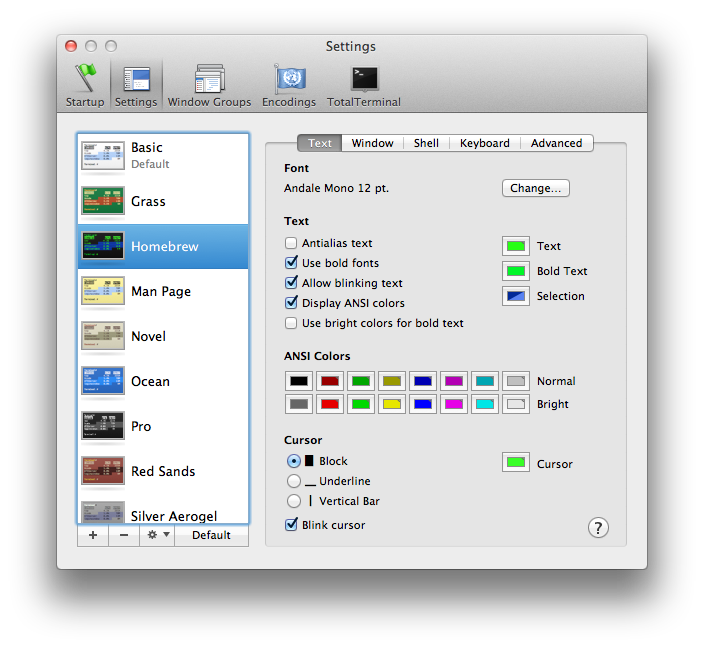 Settings
Startup Settings Window Groups Encodings TotalTerminal
Basic
Default
Grass
Homebrew
Man Page
Novel
Ocean
Pro
Red Sands
Silver Aerogel
+ − Default
Text Window Shell Keyboard Advanced
Font
Andale Mono 12 pt. Change...
Text
Antialias text Text
Use bold fonts Bold Text
Allow blinking text Selection
Display ANSI colors
Use bright colors for bold text
ANSI Colors
Normal
Bright
Cursor
Block Cursor
Underline
Vertical Bar
Blink cursor ?